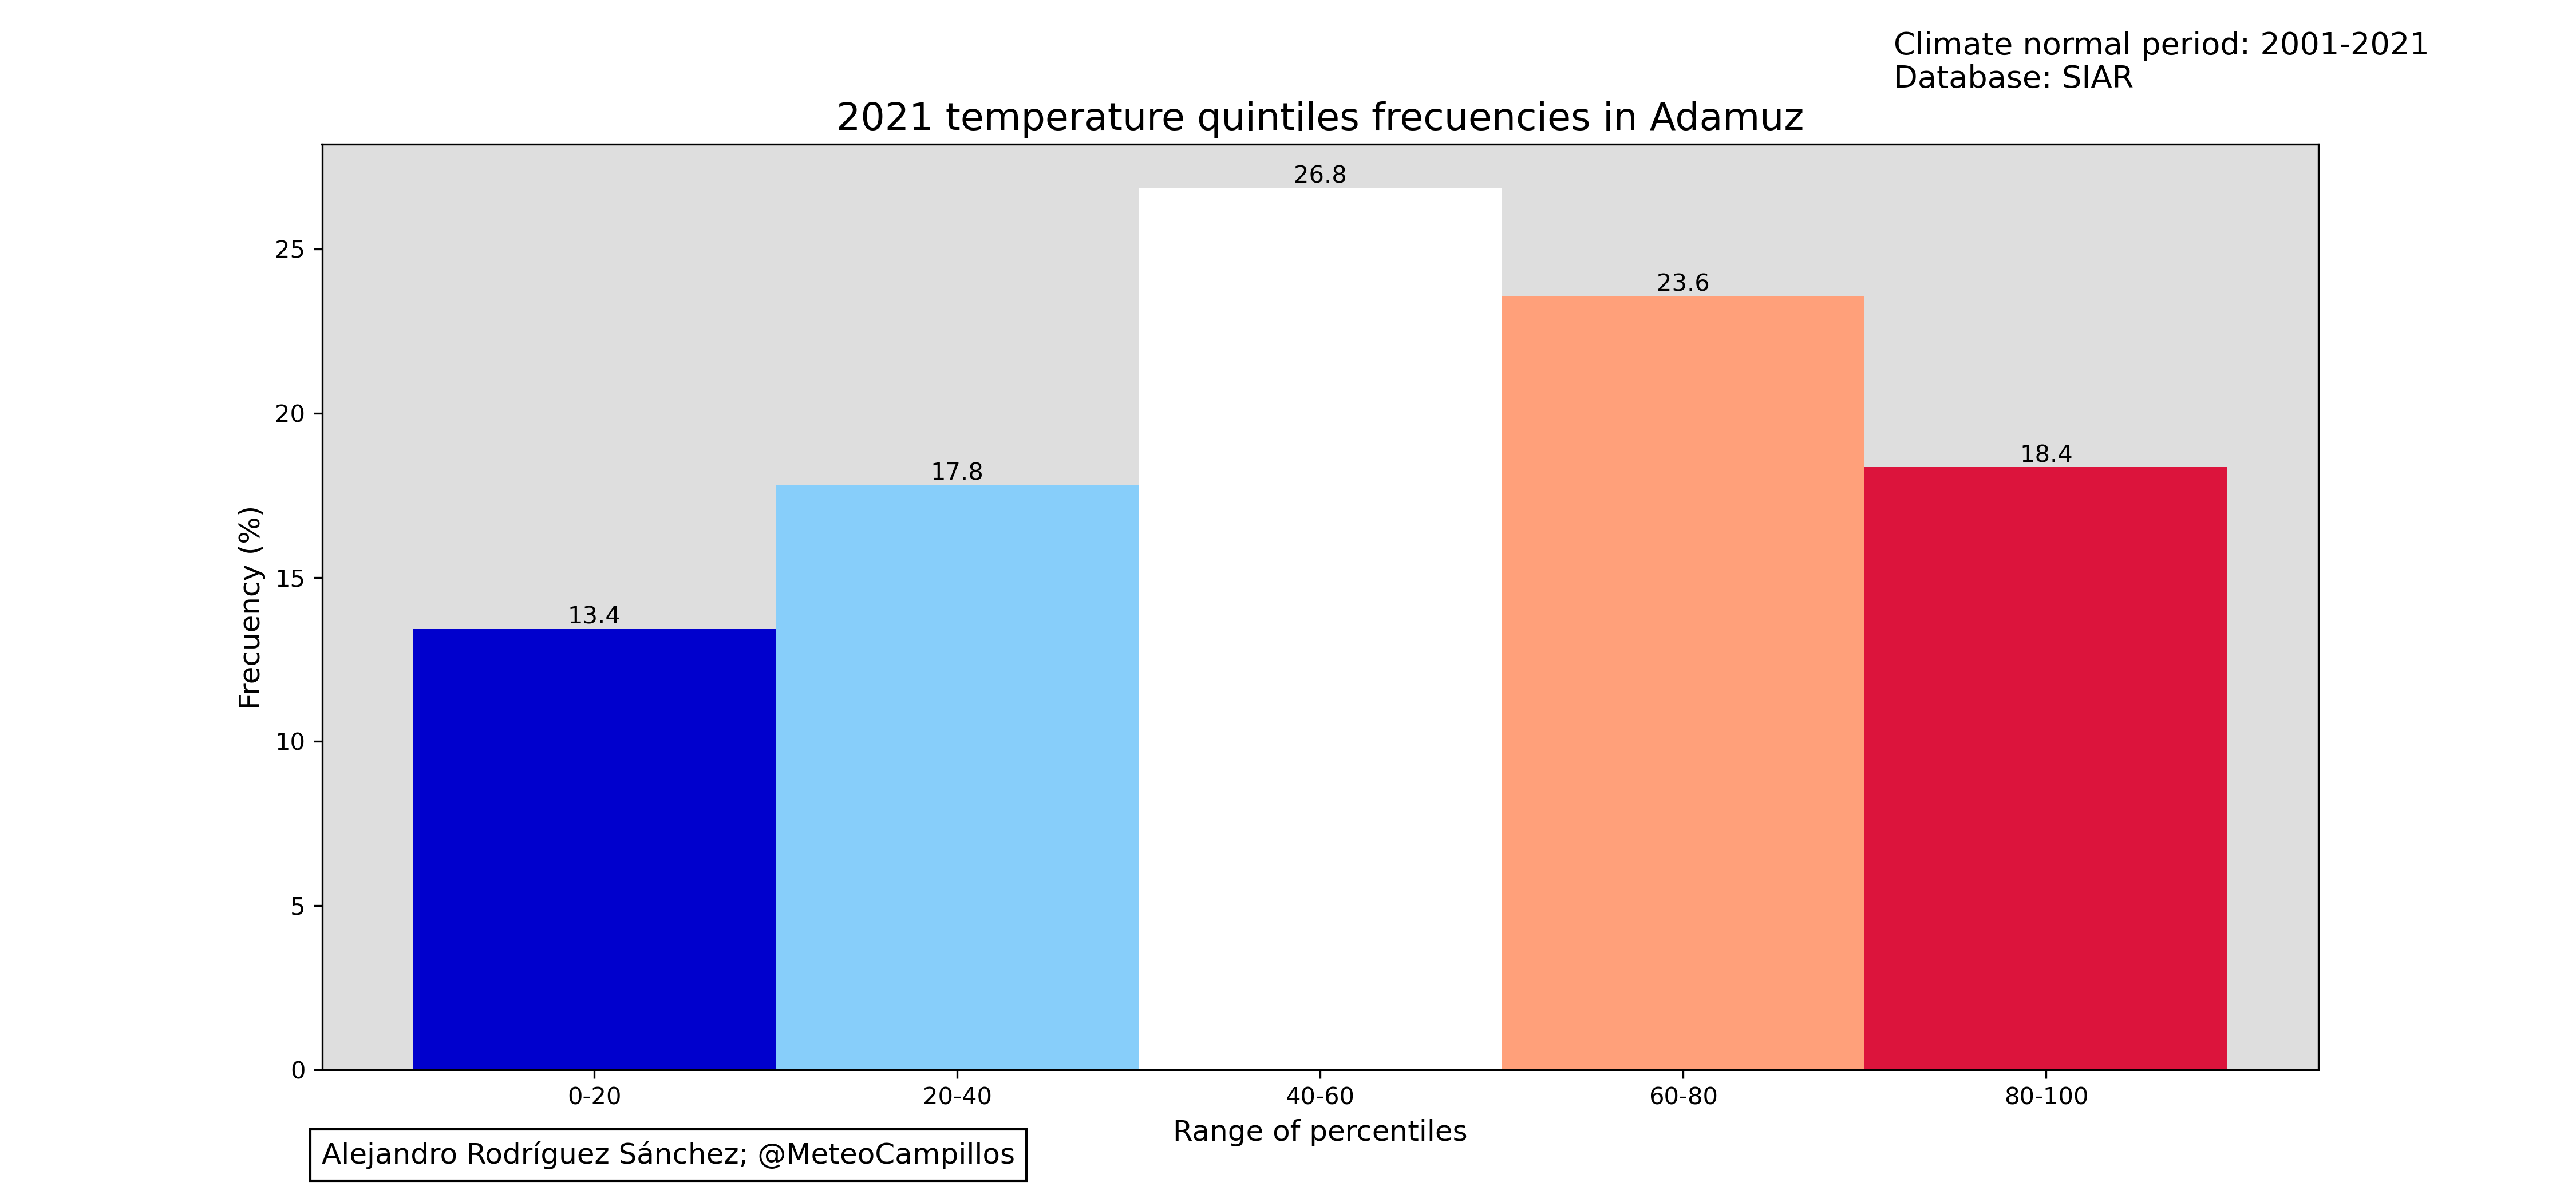 Climate normal period: 2001-2021
Database: SIAR
2021 temperature quintiles frecuencies in Adamuz
26.8
25
23.6
20
18.4
17.8
Frecuency (%)
15
13.4
10
5
0
0-20 20-40 40-60 60-80 80-100
Range of percentiles
Alejandro Rodríguez Sánchez; @MeteoCampillos